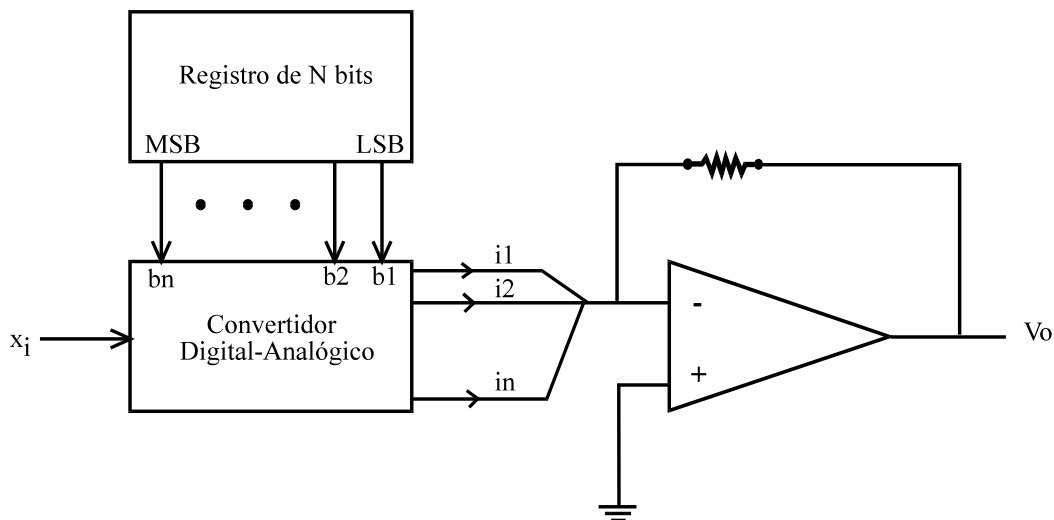 Registro de N bits
MSB LSB
bn b2 b1
i1
i2
in
xi
Convertidor
Digital-Analógico
-
+
Vo